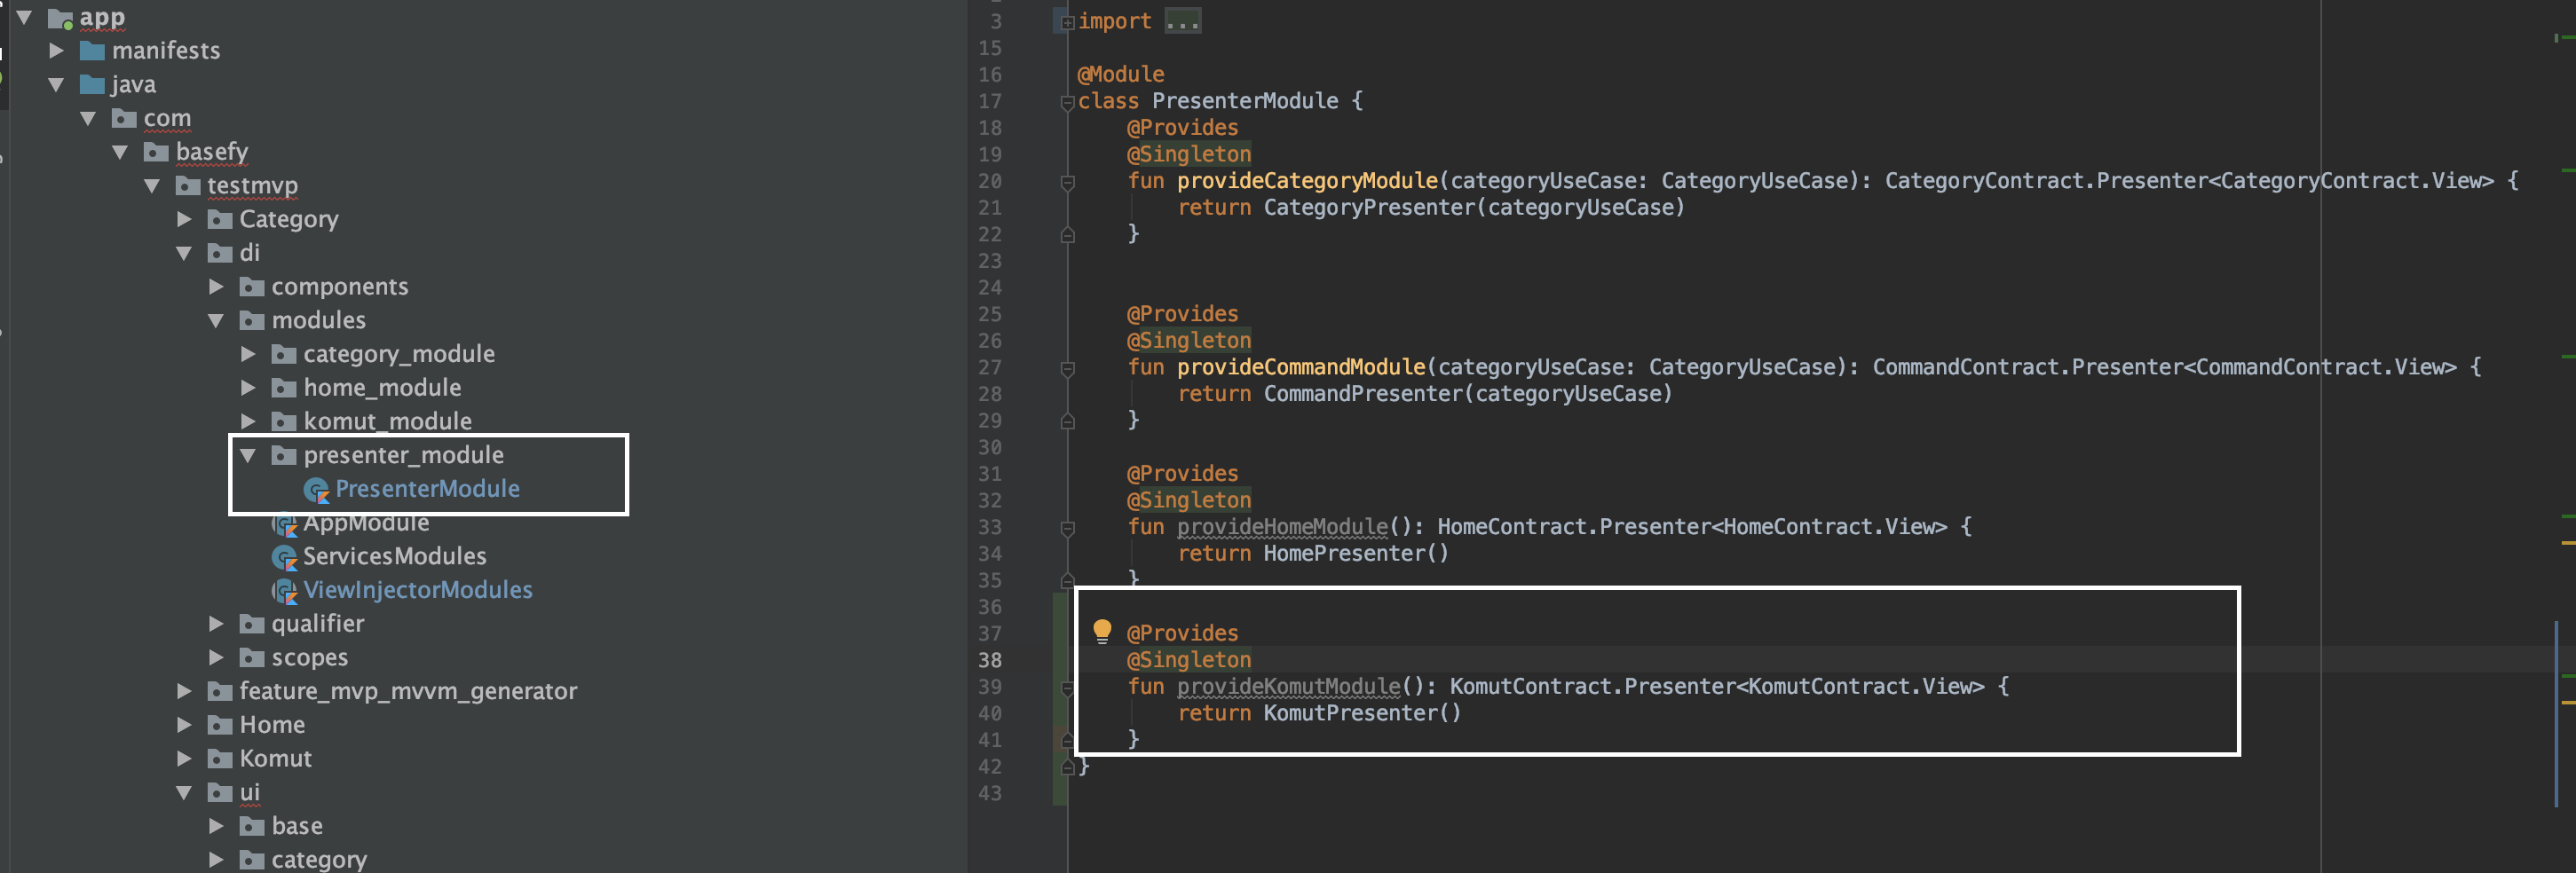 app
manifests
java
com
basefy
testmvp
Category
di
components
modules
category_module
home_module
komut_module
presenter_module
PresenterModule
AppModule
ServicesModules
ViewInjectorModules
qualifier
scopes
feature_mvp_mvvm_generator
Home
Komut
ui
base
category
3 import ...
15
16 @Module
17 class PresenterModule {
18 @Provides
19 @Singleton
20 fun provideCategoryModule(categoryUseCase: CategoryUseCase): CategoryContract.Presenter<CategoryContract.View> {
21 return CategoryPresenter(categoryUseCase)
22 }
23
24
25 @Provides
26 @Singleton
27 fun provideCommandModule(categoryUseCase: CategoryUseCase): CommandContract.Presenter<CommandContract.View> {
28 return CommandPresenter(categoryUseCase)
29 }
30
31 @Provides
32 @Singleton
33 fun provideHomeModule(): HomeContract.Presenter<HomeContract.View> {
34 return HomePresenter()
35 }
36
37 @Provides
38 @Singleton
39 fun provideKomutModule(): KomutContract.Presenter<KomutContract.View> {
40 return KomutPresenter()
41 }
42 }
43